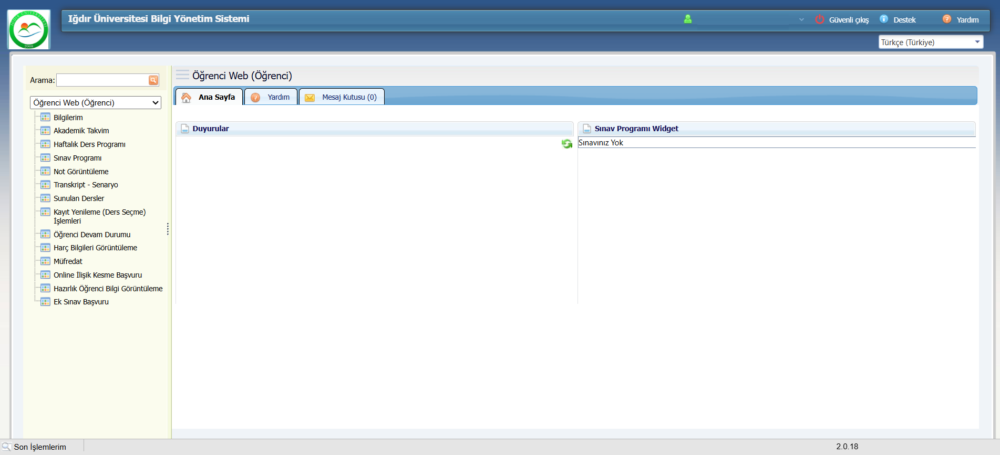 Iğdır Üniversitesi Bilgi Yönetim Sistemi
Güvenli çıkış
Destek
Yardım
2008
Türkçe (Türkiye)
Arama:
Öğrenci Web (Öğrenci)
Bilgilerim
Akademik Takvim
Haftalık Ders Programı
Sınav Programı
Not Görüntüleme
Transkript - Senaryo
Sunulan Dersler
Kayıt Yenileme (Ders Seçme)
İşlemleri
Öğrenci Devam Durumu
Harç Bilgileri Görüntüleme
Müfredat
Online İlişik Kesme Başvuru
Hazırlık Öğrenci Bilgi Görüntüleme
Ek Sınav Başvuru
Öğrenci Web (Öğrenci)
Ana Sayfa
Yardım
Mesaj Kutusu (0)
Duyurular
Sınav Programı Widget
Sınavınız Yok
Son İşlemlerim
2.0.18